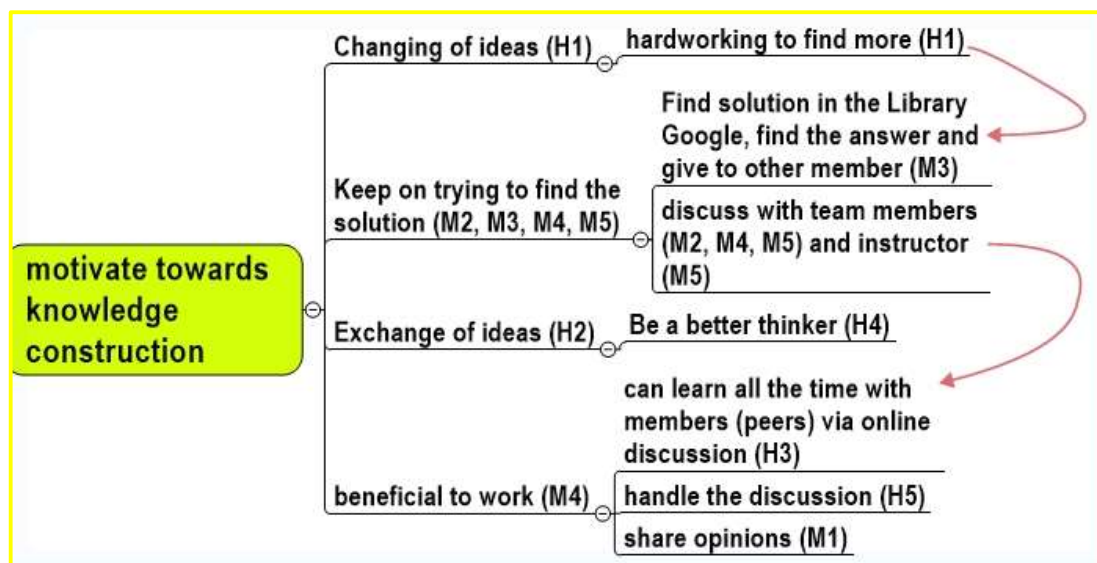 motivate towards
knowledge
construction
Changing of ideas (H1)
hardworking to find more (H1)
Keep on trying to find the
solution (M2, M3, M4, M5)
Find solution in the Library
Google, find the answer and
give to other member (M3)
discuss with team members
(M2, M4, M5) and instructor
(M5)
Exchange of ideas (H2)
Be a better thinker (H4)
beneficial to work (M4)
can learn all the time with
members (peers) via online
discussion (H3)
handle the discussion (H5)
share opinions (M1)